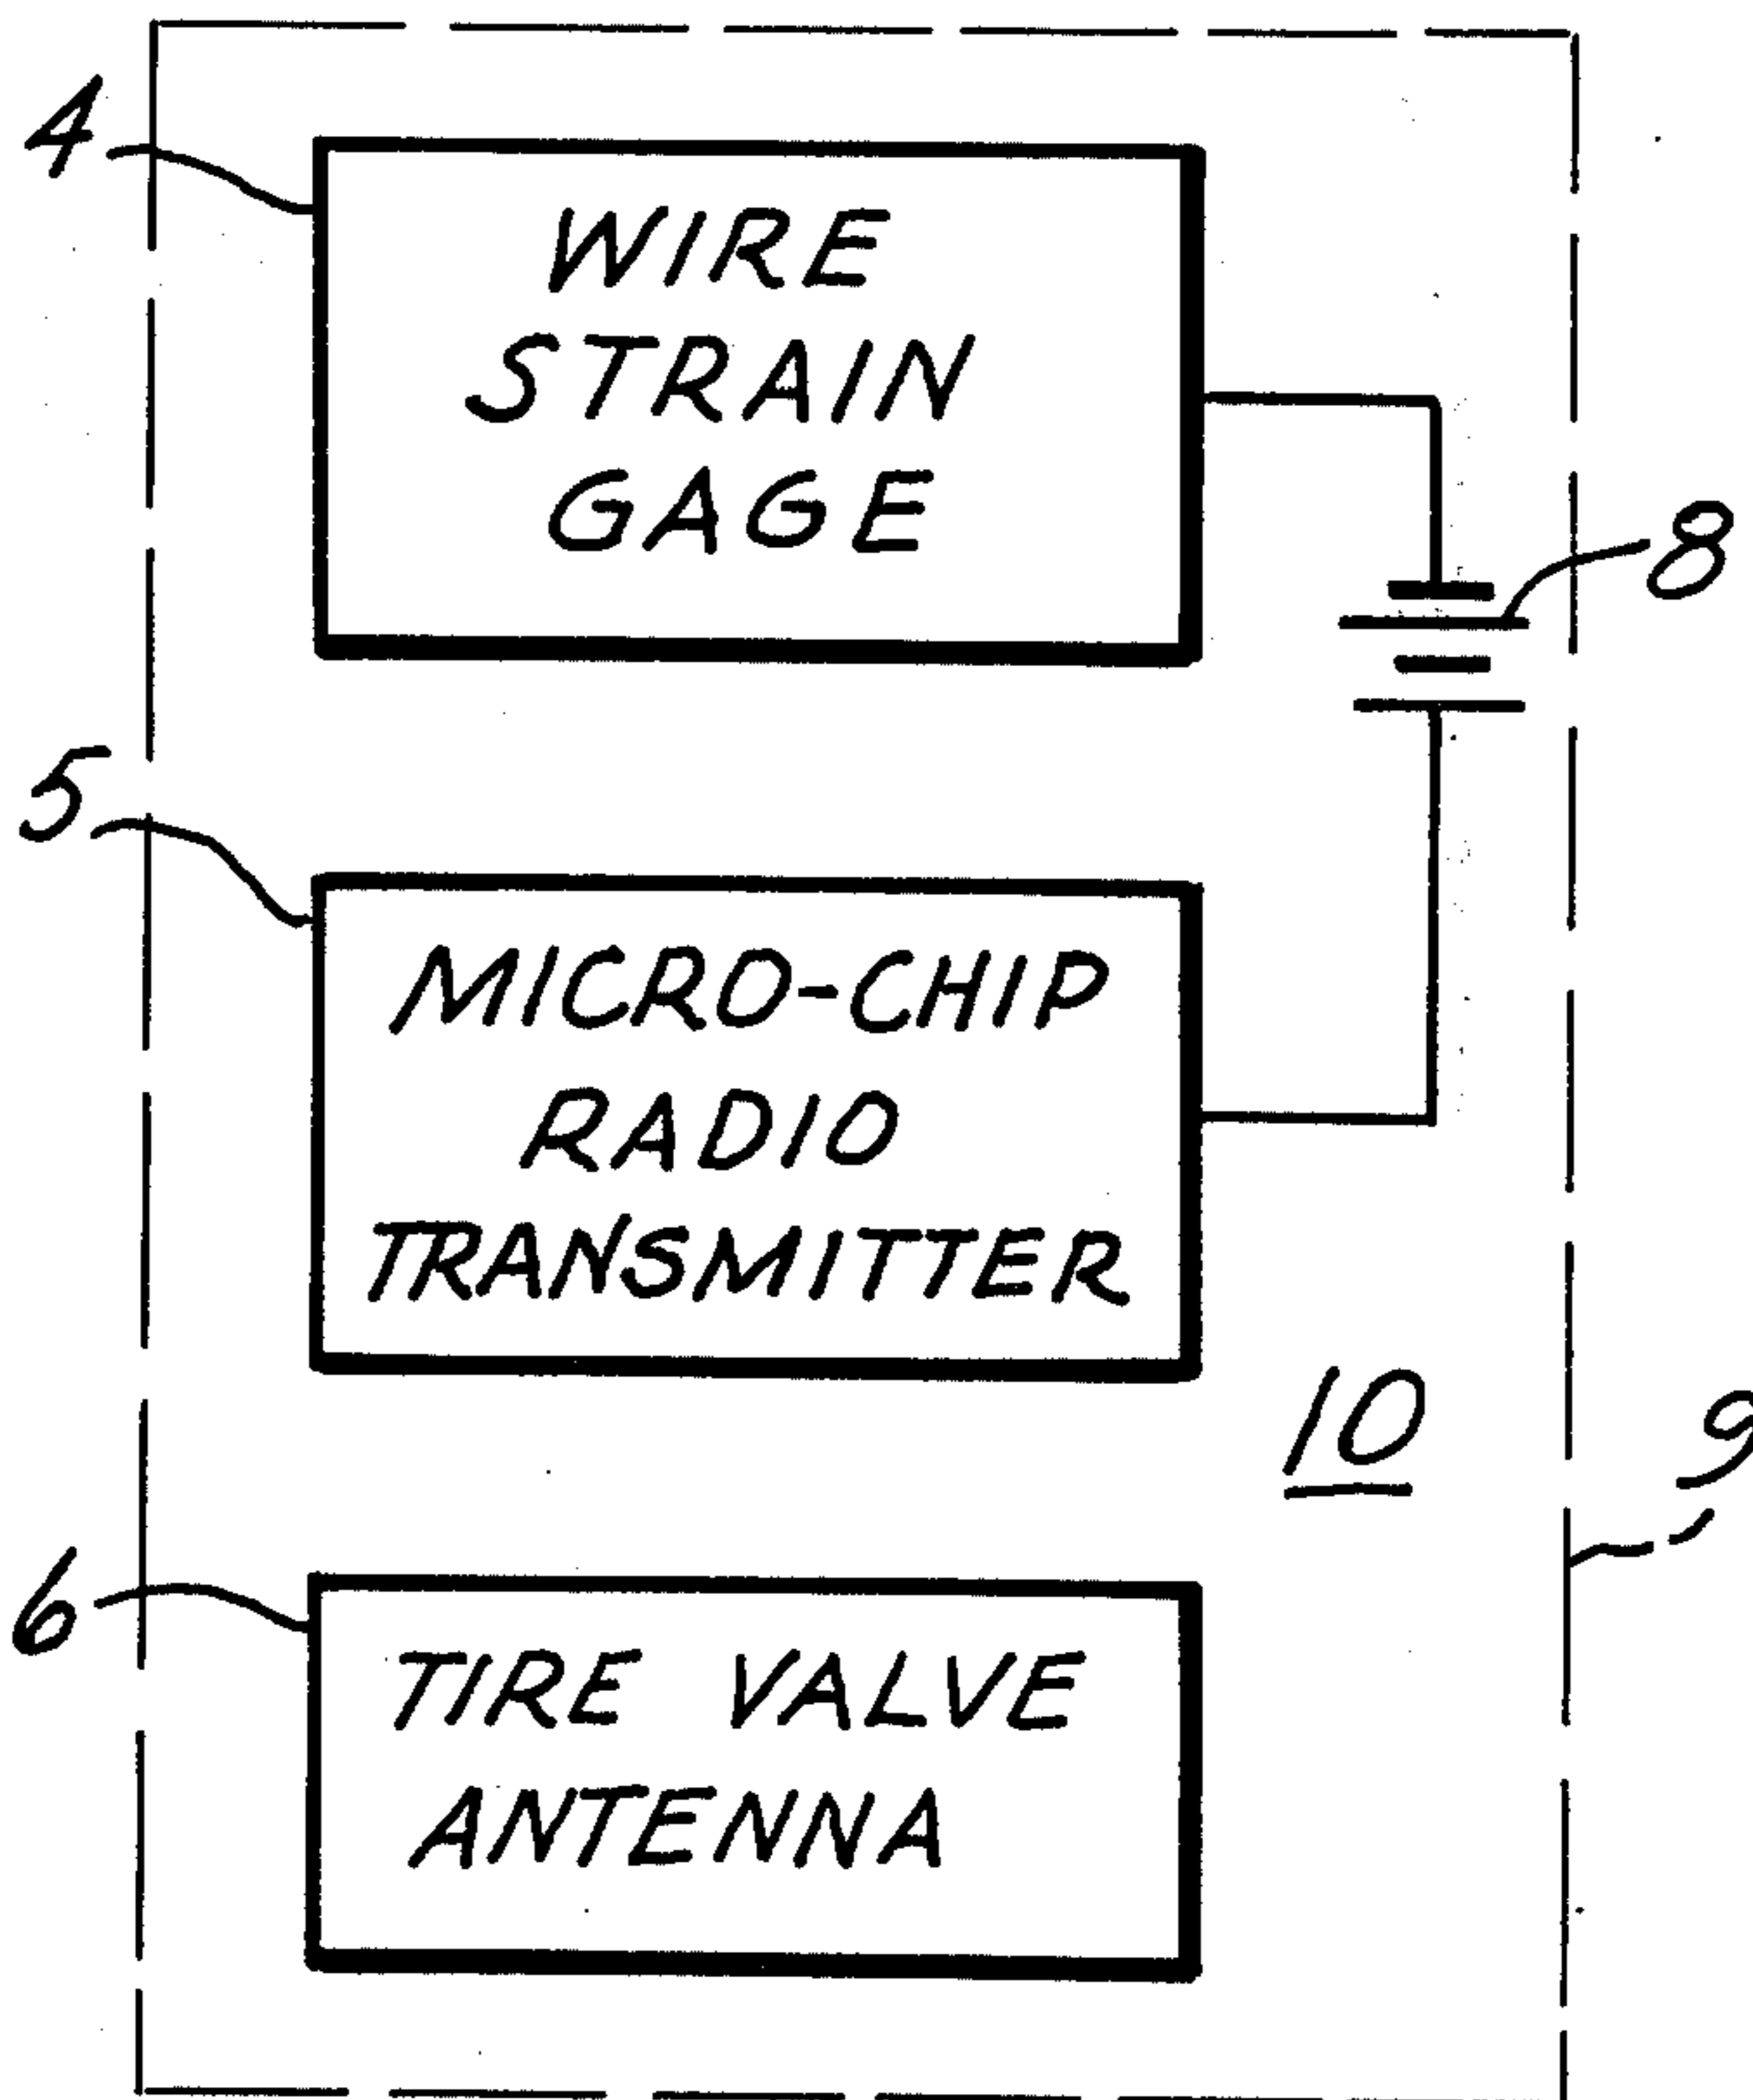 4
WIRE
STRAIN
GAGE
8
5
MICRO-CHIP
RADIO
TRANSMITTER
10
9
6
TIRE VALVE
ANTENNA